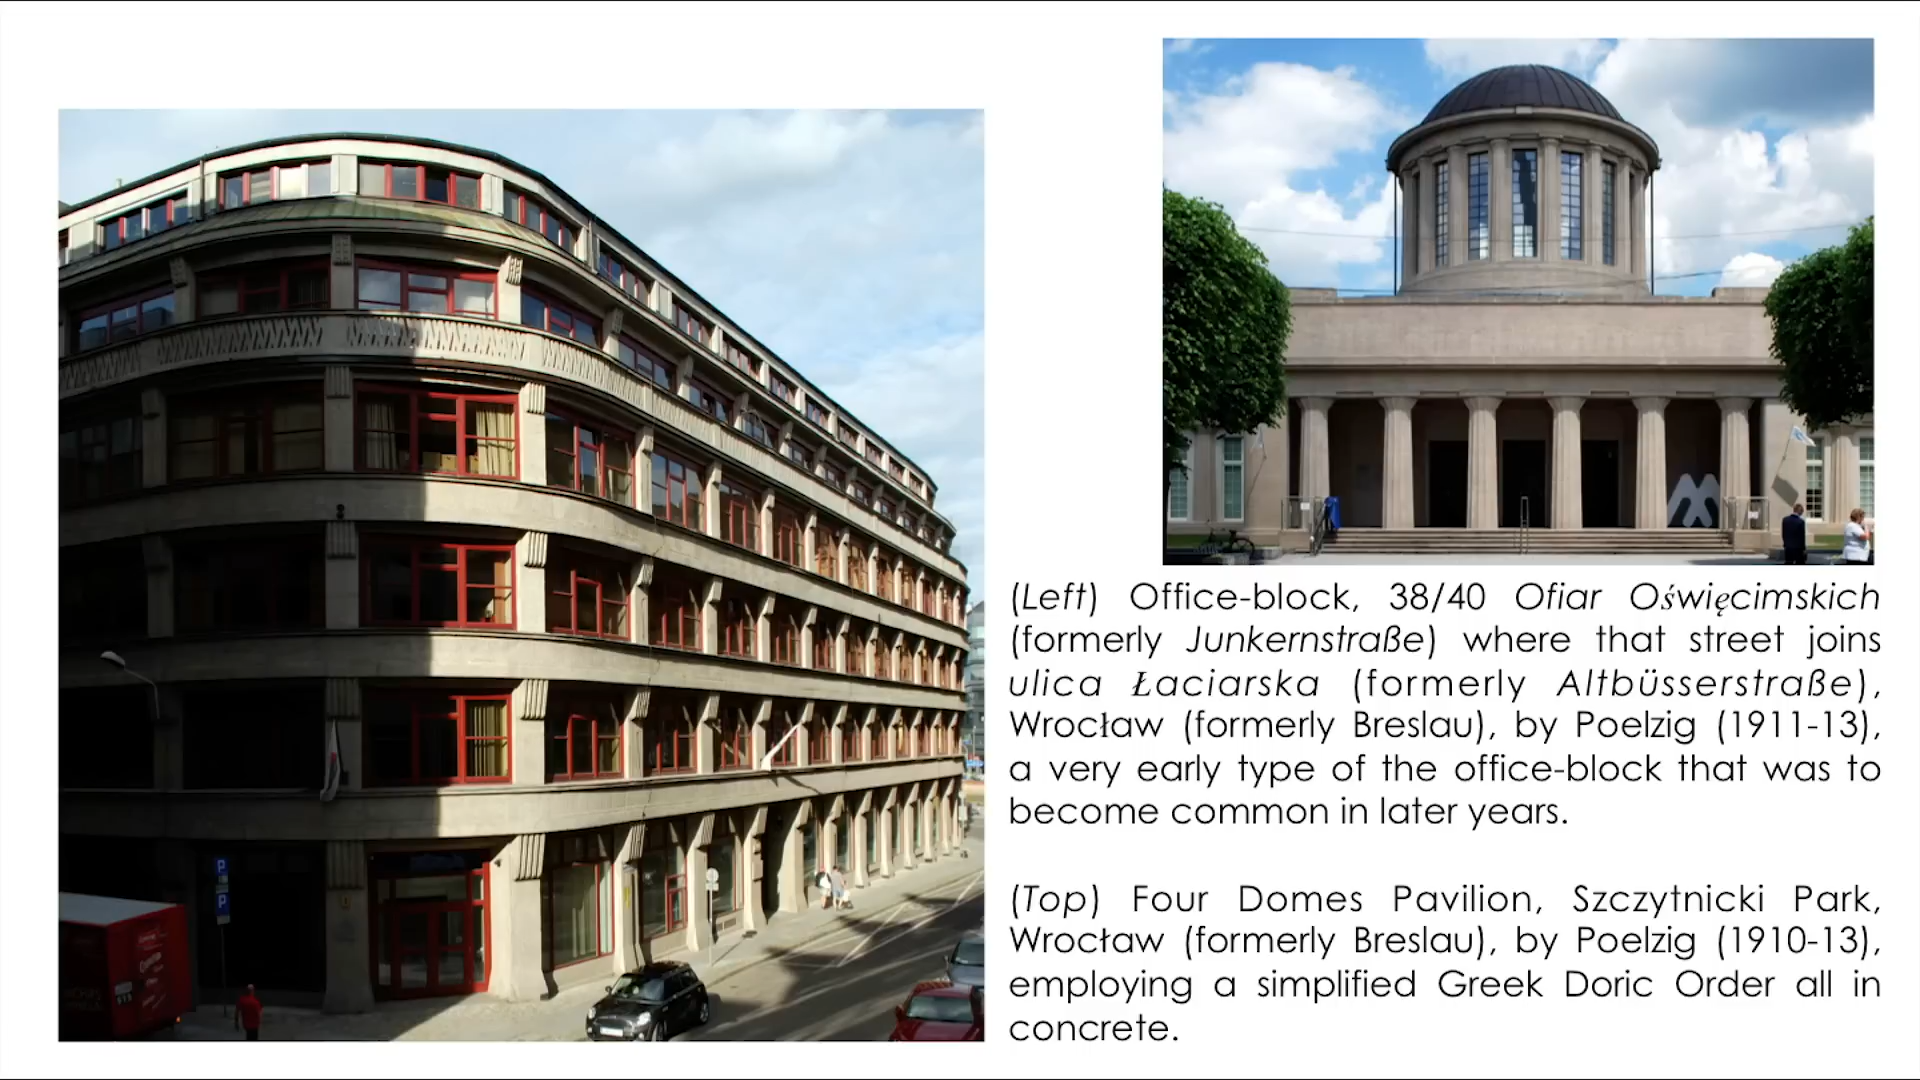 (Left) Office-block, 38/40 Ofiar Oświęcimskich
(formerly Junkernstraße) where that street joins
ulica Łaciarska (formerly Altbüsserstraße),
Wrocław (formerly Breslau), by Poelzig (1911-13),
a very early type of the office-block that was to
become common in later years.
(Top) Four Domes Pavilion, Szczytnicki Park,
Wrocław (formerly Breslau), by Poelzig (1910-13),
employing a simplified Greek Doric Order all in
concrete.